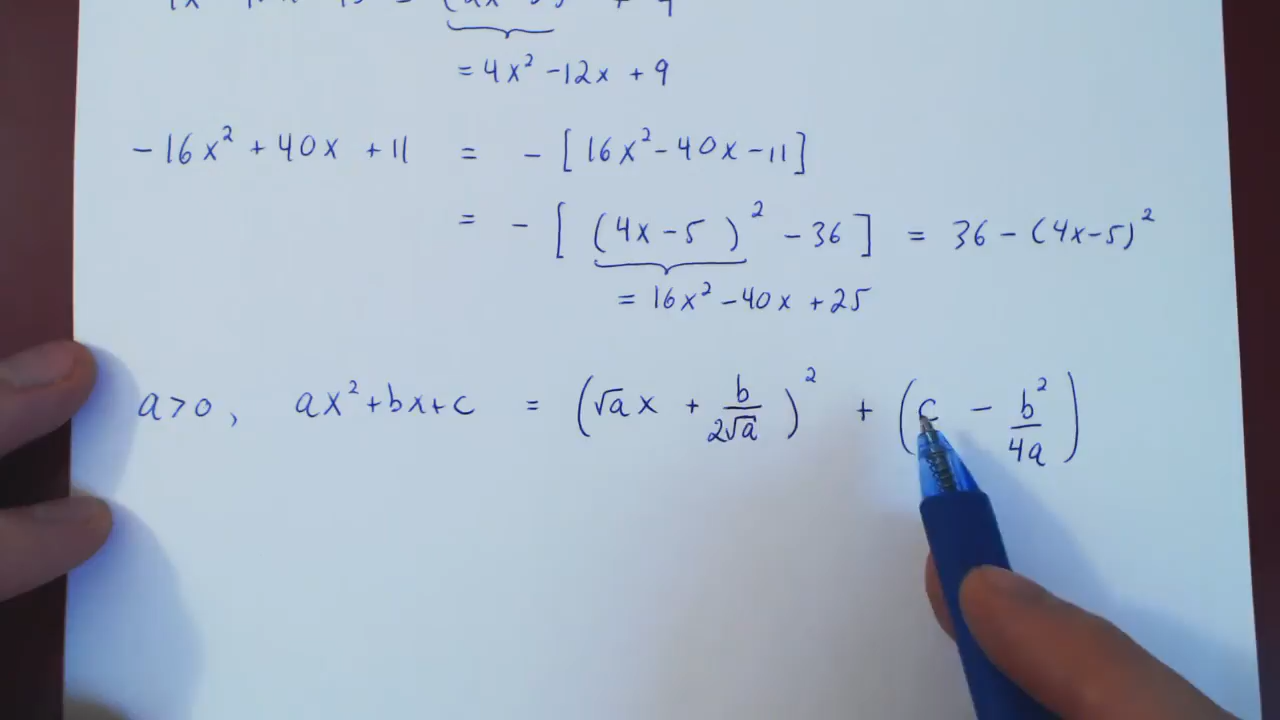 = 4x² - 12x + 9
-16x² + 40x + 11 = - [ 16x² - 40x - 11 ]
= - [ (4x - 5 )² - 36 ] = 36 - (4x - 5)²
= 16x² - 40x + 25
a > 0 , ax² + bx + c = ( √a x + b/2√a )² + ( c - b²/4a )